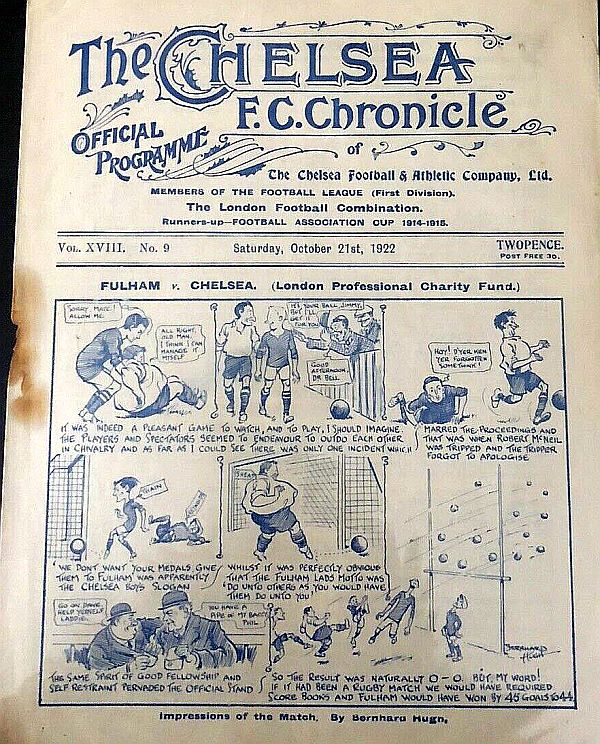 The CHELSEA
F.C. Chronicle
OFFICIAL
PROGRAMME
of
The Chelsea Football & Athletic Company, Ltd.
MEMBERS OF THE FOOTBALL LEAGUE (First Division).
The London Football Combination.
Runners-up—FOOTBALL ASSOCIATION CUP 1914-1915.
VOL. XVIII. No. 9
Saturday, October 21st, 1922
TWOPENCE.
POST FREE 3D.
FULHAM v. CHELSEA. (London Professional Charity Fund.)
SORRY, MATE! ALLOW ME
ALL RIGHT, OLD MAN, I THINK I CAN MANAGE IT MYSELF
IT'S YOUR BALL, JIMMY, BUT I'LL GET IT FOR YOU
GOOD AFTERNOON, DR BELL
HOY! D'YER KEN YER FORGOTTEN SOMETHINK!
IT WAS INDEED A PLEASANT GAME TO WATCH, AND TO PLAY, I SHOULD IMAGINE.
THE PLAYERS AND SPECTATORS SEEMED TO ENDEAVOUR TO OUTDO EACH OTHER
IN CHIVALRY AND AS FAR AS I COULD SEE THERE WAS ONLY ONE INCIDENT WHICH
MARRED THE PROCEEDINGS AND
THAT WAS WHEN ROBERT McNEIL
WAS TRIPPED AND THE TRIPPER
FORGOT TO APOLOGISE
'WE DON'T WANT YOUR MEDALS, GIVE
THEM TO FULHAM' WAS APPARENTLY
THE CHELSEA BOYS SLOGAN
WHILST IT WAS PERFECTLY OBVIOUS
THAT THE FULHAM LADS MOTTO WAS
'DO UNTO OTHERS AS YOU WOULD HAVE
THEM DO UNTO YOU'
GO ON, DAVE, HELP YERSELF LADDIE.
YOU HAVE A PIPE OF MY BACCY PHIL
BERNHARD
HUGH
THE SAME SPIRIT OF GOOD FELLOWSHIP AND
SELF RESTRAINT PERVADED THE OFFICIAL STAND
SO THE RESULT WAS NATURALLY 0-0. BUT, MY WORD!
IF IT HAD BEEN A RUGBY MATCH WE WOULD HAVE REQUIRED
SCORE BOOKS AND FULHAM WOULD HAVE WON BY 45 GOALS TO 44
Impressions of the Match. By Bernhard Hugh.